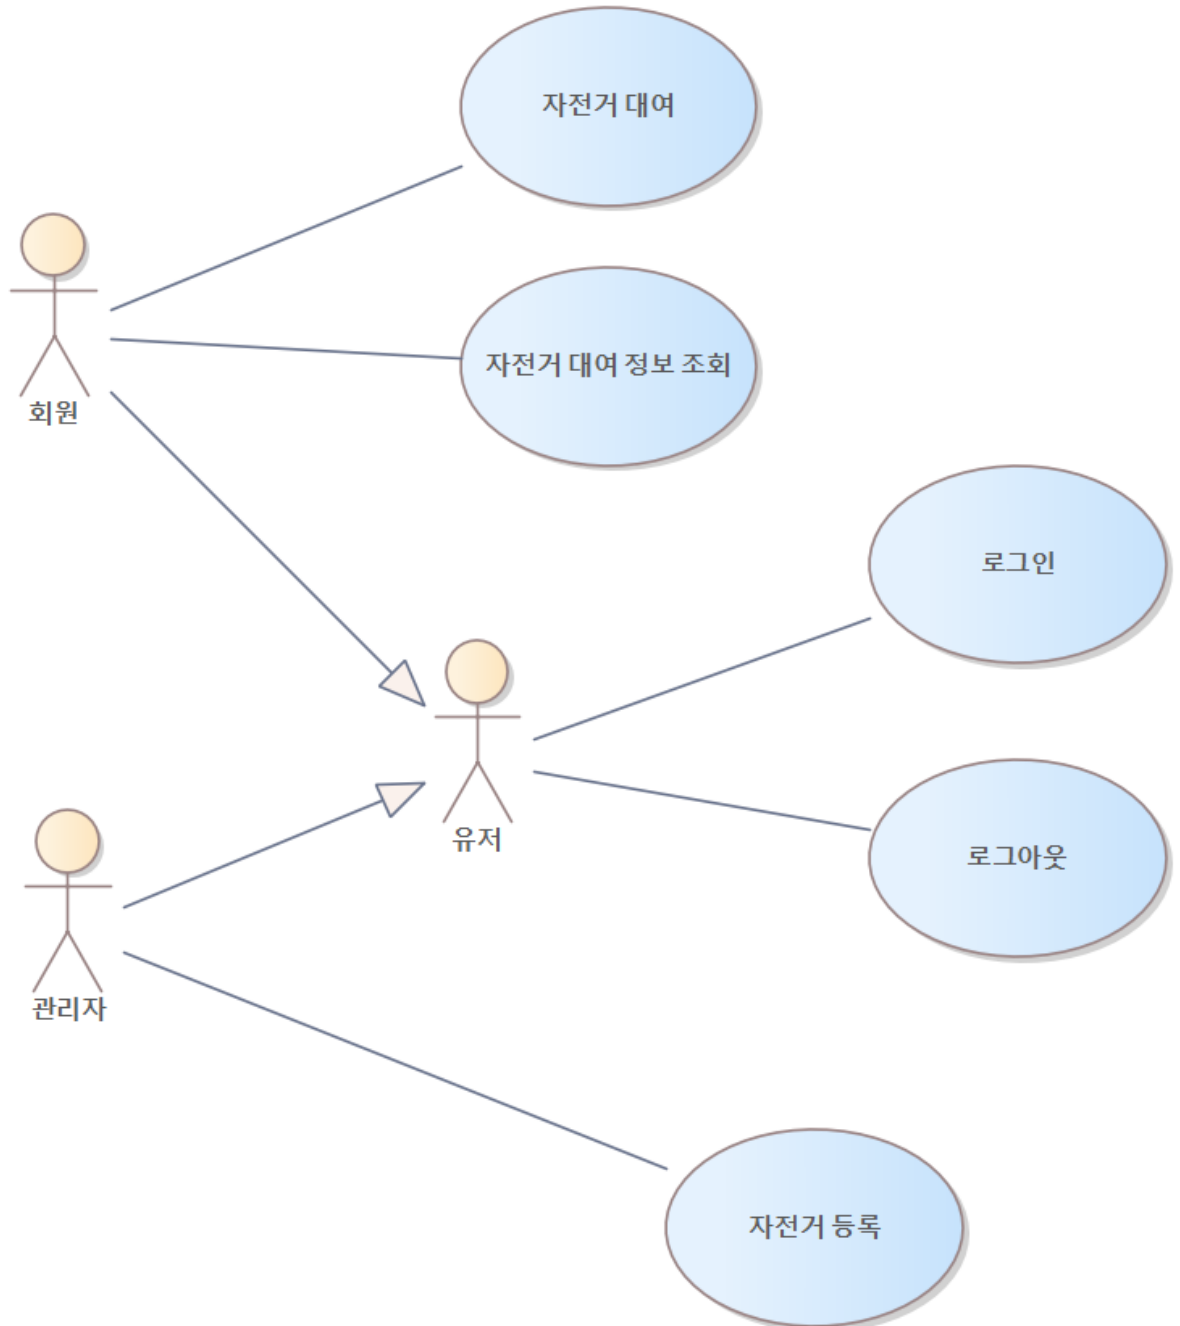 자전거 대여
자전거 대여 정보 조회
회원
로그인
유저
로그아웃
관리자
자전거 등록